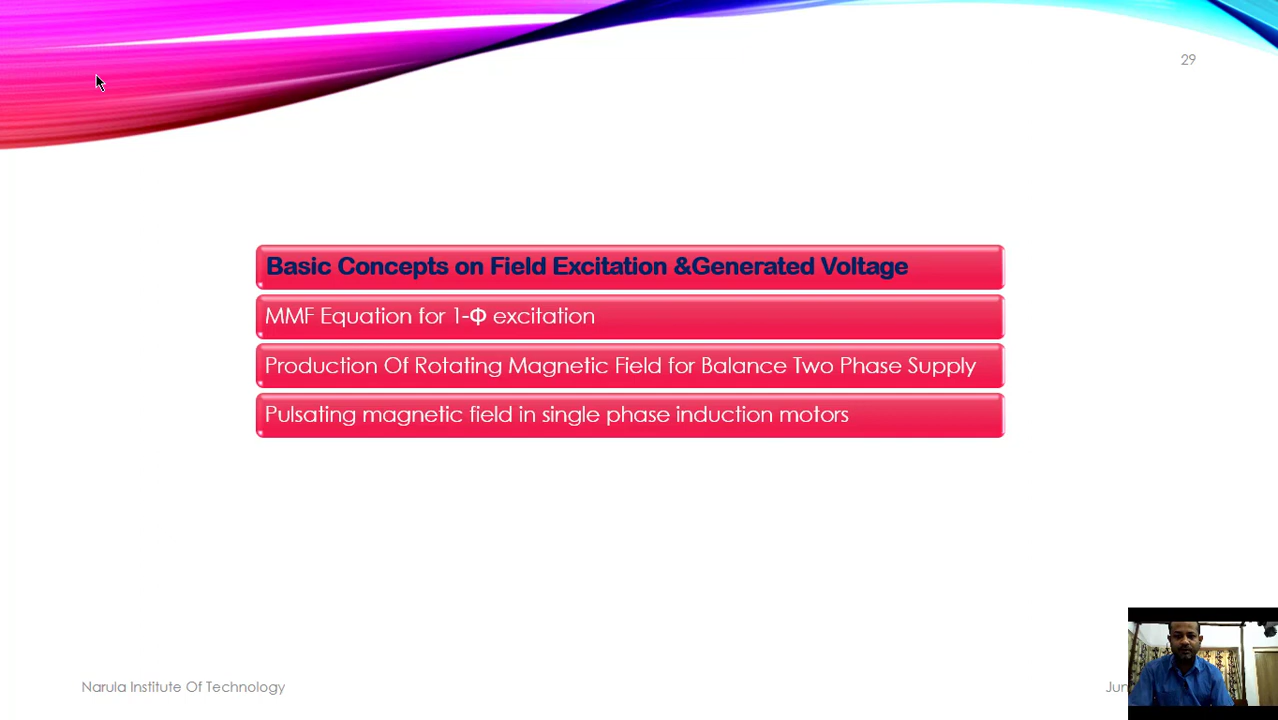 29
Basic Concepts on Field Excitation &Generated Voltage
MMF Equation for 1-Φ excitation
Production Of Rotating Magnetic Field for Balance Two Phase Supply
Pulsating magnetic field in single phase induction motors
Narula Institute Of Technology